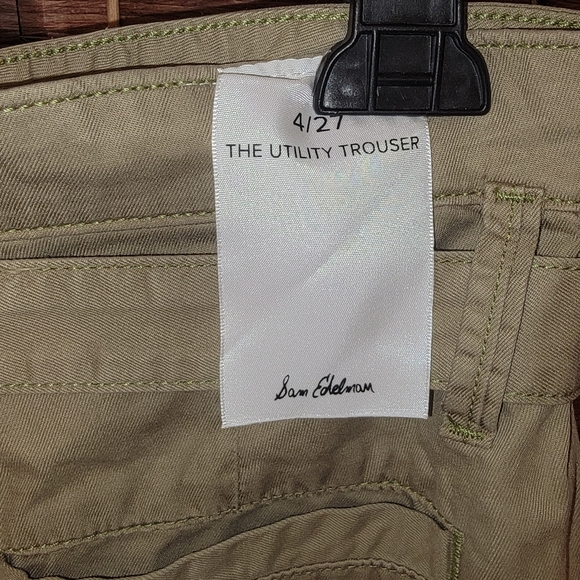 4/27
THE UTILITY TROUSER
Sam Edelman